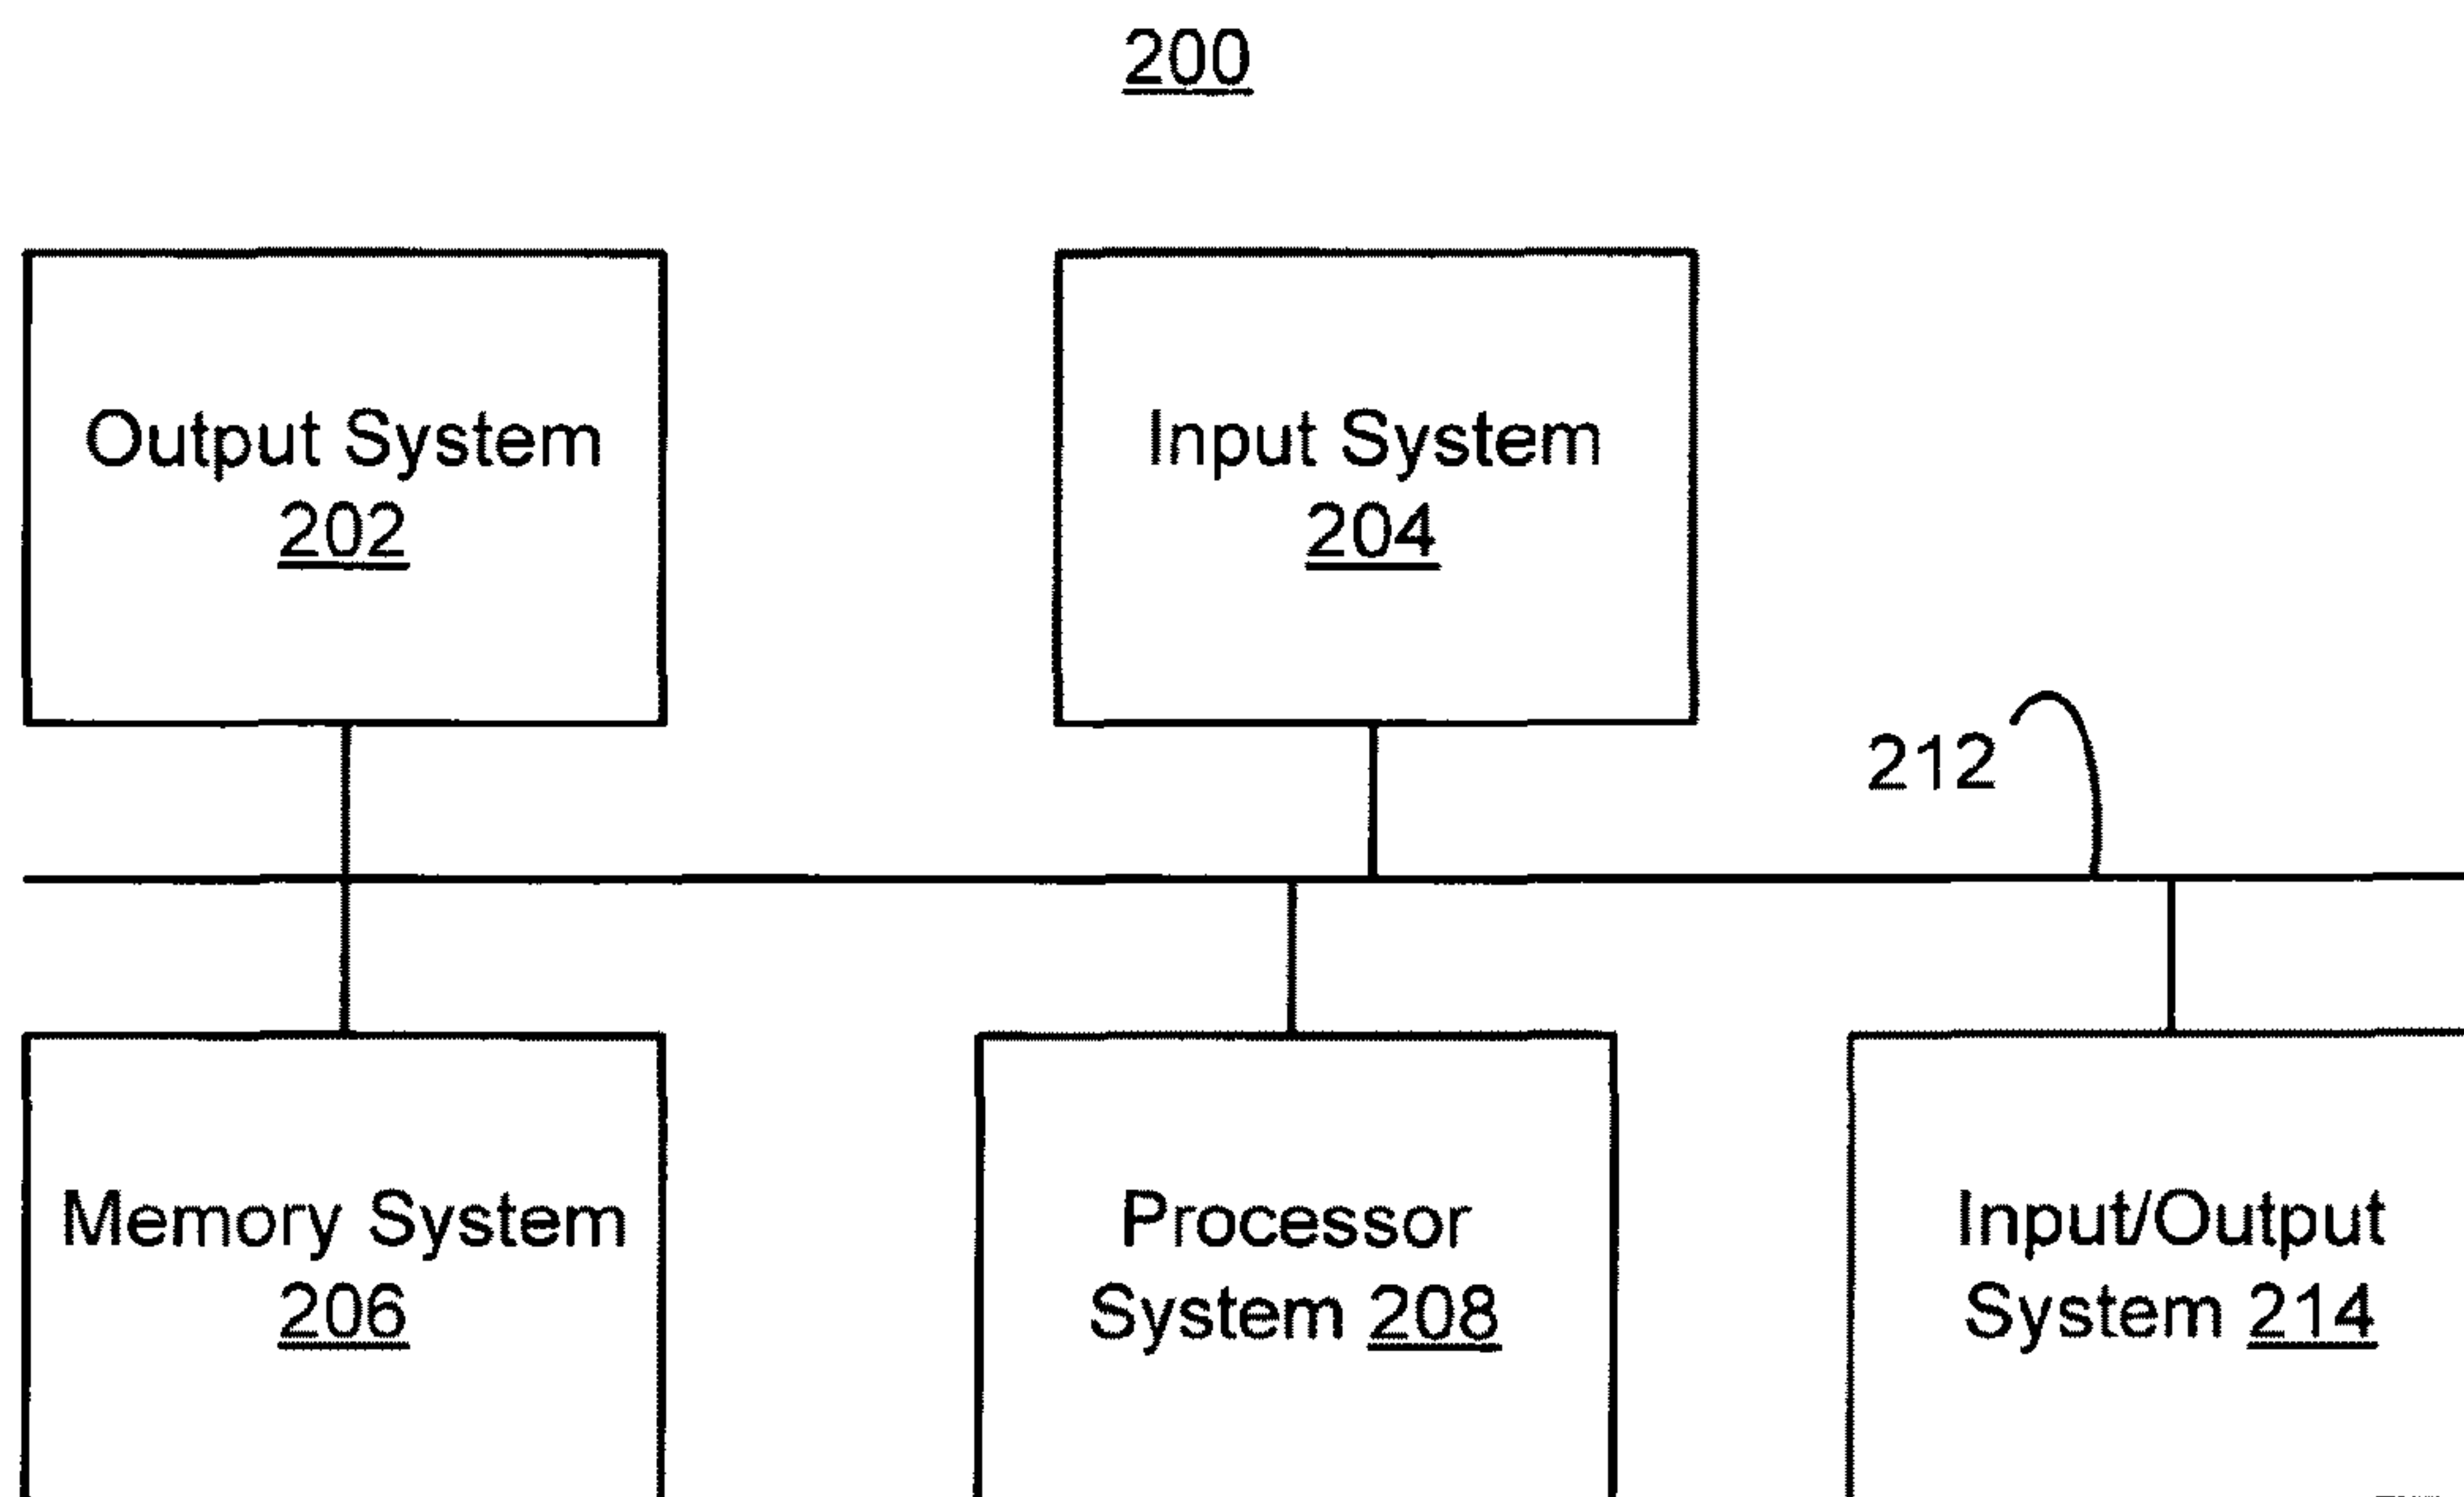 200
Output System
202
Input System
204
212
Memory System
206
Processor
System 208
Input/Output
System 214